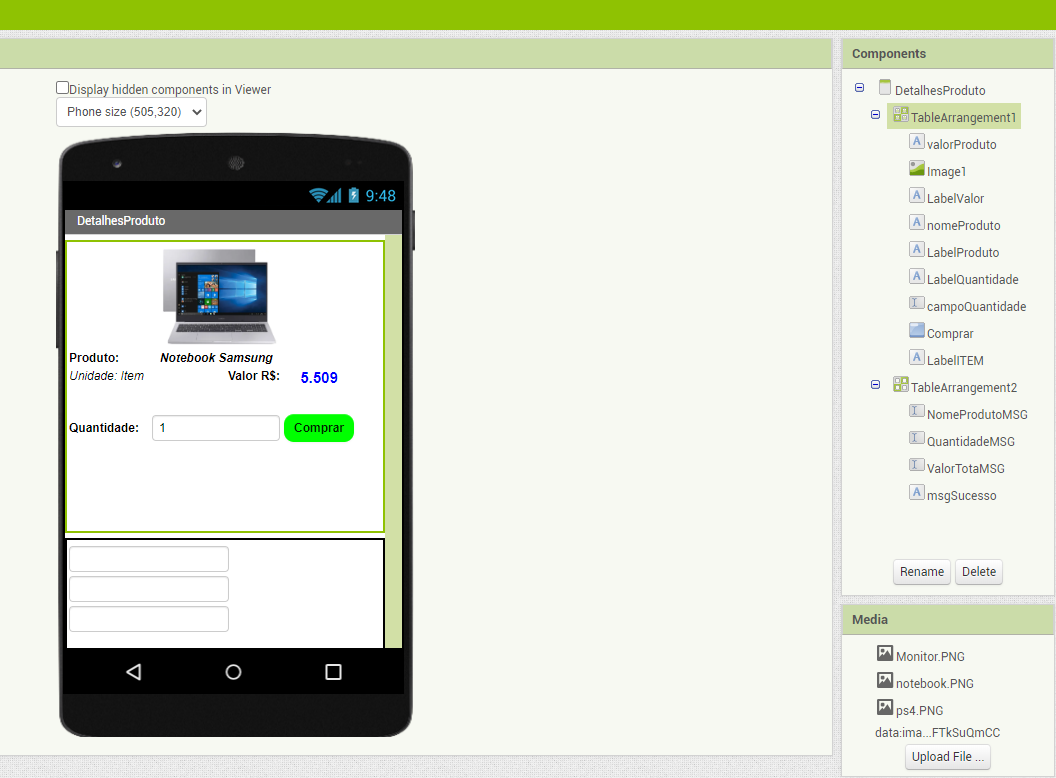 Display hidden components in Viewer
Phone size (505,320)
9:48
DetalhesProduto
Produto: Notebook Samsung
Unidade: Item Valor R$: 5.509
Quantidade: 1 Comprar
Components
DetalhesProduto
TableArrangement1
valorProduto
Image1
LabelValor
nomeProduto
LabelProduto
LabelQuantidade
campoQuantidade
Comprar
LabelITEM
TableArrangement2
NomeProdutoMSG
QuantidadeMSG
ValorTotaMSG
msgSucesso
Rename Delete
Media
Monitor.PNG
notebook.PNG
ps4.PNG
data:ima...FTkSuQmCC
Upload File ...